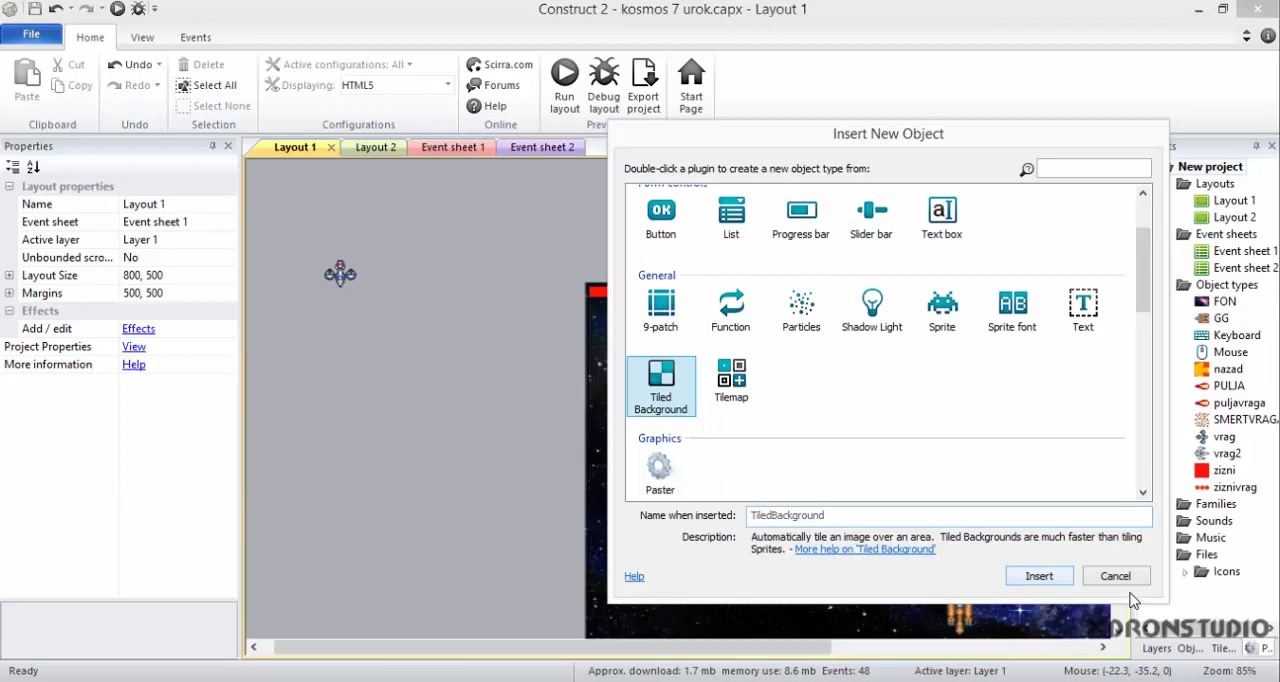 Construct 2 - kosmos 7 urok.capx - Layout 1
File
Home
View
Events
Paste
Cut
Copy
Clipboard
Undo
Redo
Undo
Delete
Select All
Select None
Selection
Active configurations: All
Displaying: HTML5
Configurations
Scirra.com
Forums
Help
Online
Run layout
Debug layout
Export project
Start Page
Properties
Layout 1
Layout 2
Event sheet 1
Event sheet 2
Layout properties
Name Layout 1
Event sheet Event sheet 1
Active layer Layer 1
Unbounded scro... No
Layout Size 800, 500
Margins 500, 500
Effects
Add / edit Effects
Project Properties View
More information Help
Insert New Object
Double-click a plugin to create a new object type from:
Form controls
Button
List
Progress bar
Slider bar
Text box
General
9-patch
Function
Particles
Shadow Light
Sprite
Sprite font
Text
Tiled Background
Tilemap
Graphics
Paster
Name when inserted: TiledBackground
Description: Automatically tile an image over an area. Tiled Backgrounds are much faster than tiling
Sprites. - More help on 'Tiled Background'
Help
Insert
Cancel
New project
Layouts
Layout 1
Layout 2
Event sheets
Event sheet 1
Event sheet 2
Object types
FON
GG
Keyboard
Mouse
nazad
PULJA
puljavraga
SMERTVRAGA
vrag
vrag2
zizni
ziznivrag
Families
Sounds
Music
Files
Icons
DRONSTUDIO
Layers
Obj...
Tile...
P...
Ready
Approx. download: 1.7 mb memory use: 8.6 mb Events: 48
Active layer: Layer 1
Mouse: (-22.3, -35.2, 0)
Zoom: 85%